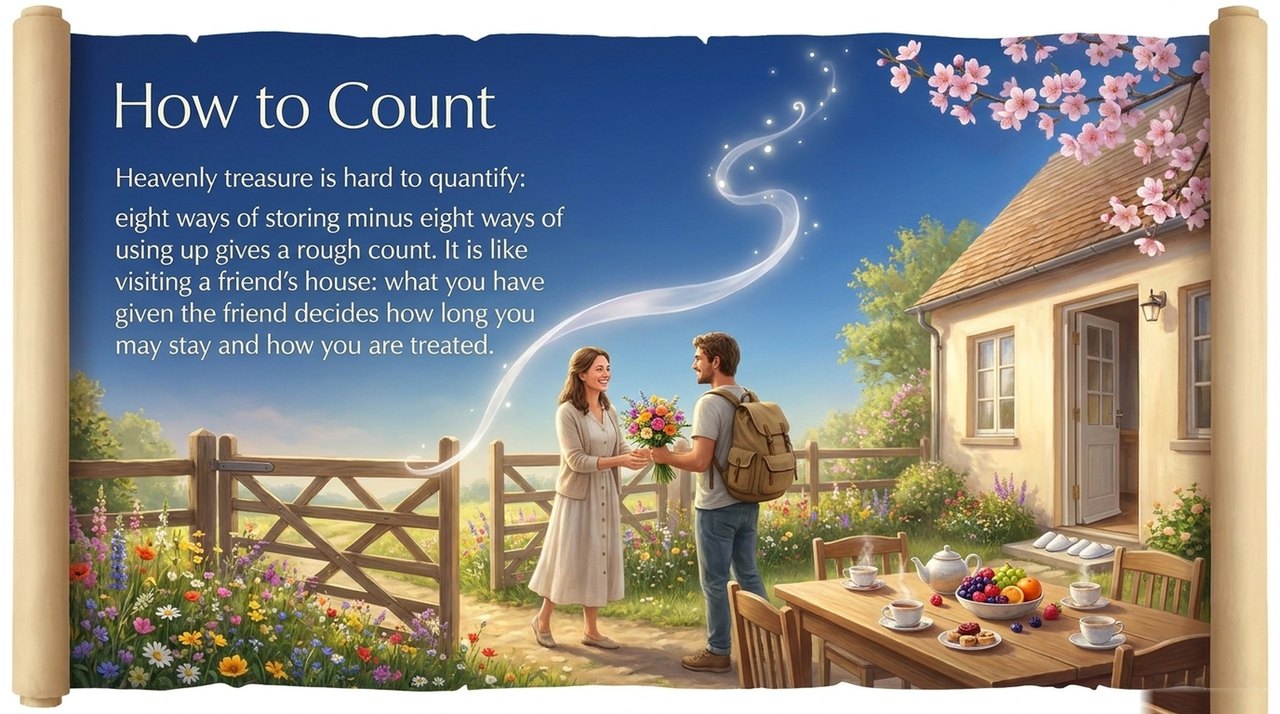 How to Count
Heavenly treasure is hard to quantify:
eight ways of storing minus eight ways of
using up gives a rough count. It is like
visiting a friend’s house: what you have
given the friend decides how long you
may stay and how you are treated.